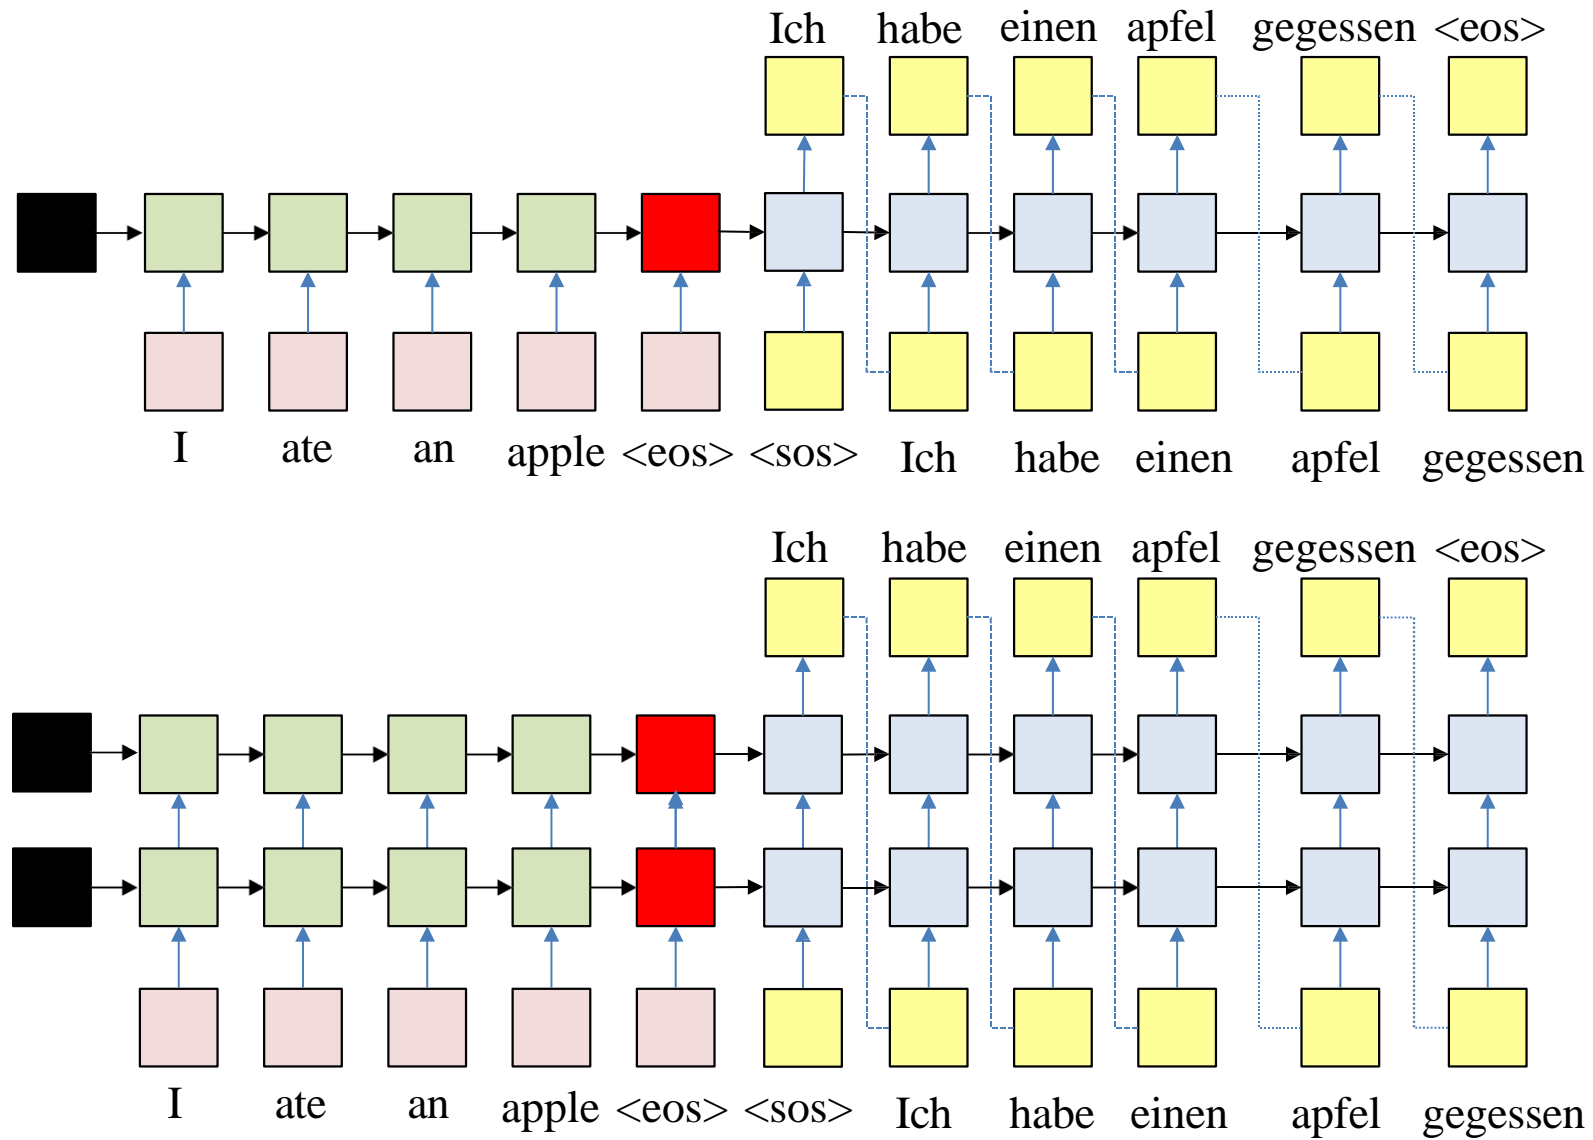 Ich habe einen apfel gegessen <eos>
I ate an apple <eos> <sos> Ich habe einen apfel gegessen
Ich habe einen apfel gegessen <eos>
I ate an apple <eos> <sos> Ich habe einen apfel gegessen